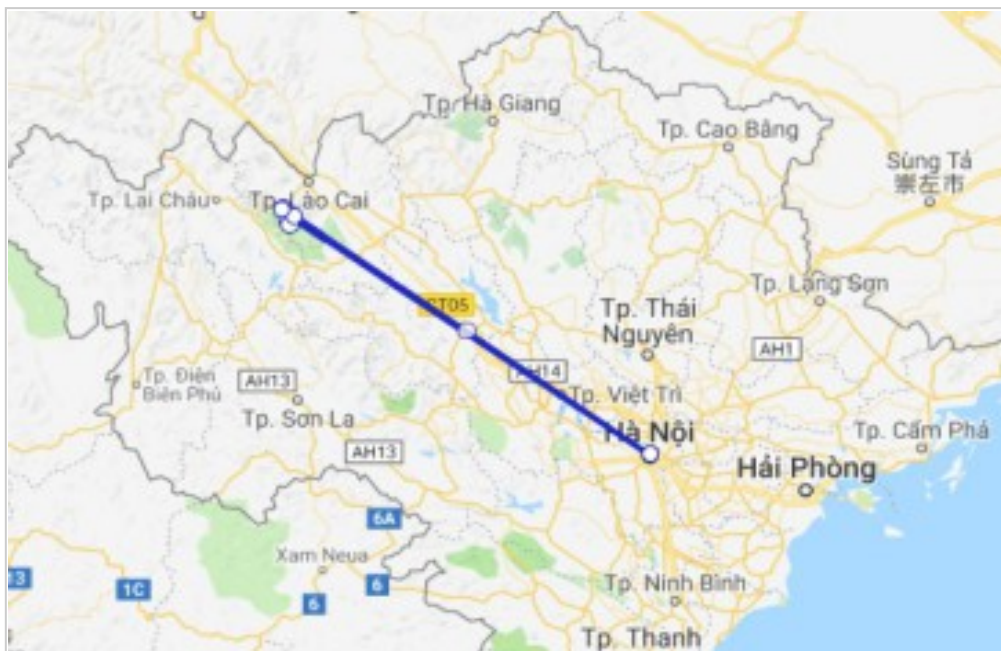 Tp. Hà Giang
Tp. Cao Bằng
Sùng Tả
崇左市
Tp. Lai Châu
Tp. Lào Cai
Tp. Lạng Sơn
CT05
Tp. Thái
Nguyên
AH1
AH14
Tp. Điện
Biên Phủ
AH13
Tp. Sơn La
Tp. Việt Trì
Hà Nội
Tp. Cẩm Phả
AH13
Hải Phòng
6A
Xam Neua
13
1C
6
6
Tp. Ninh Bình
Tp. Thanh